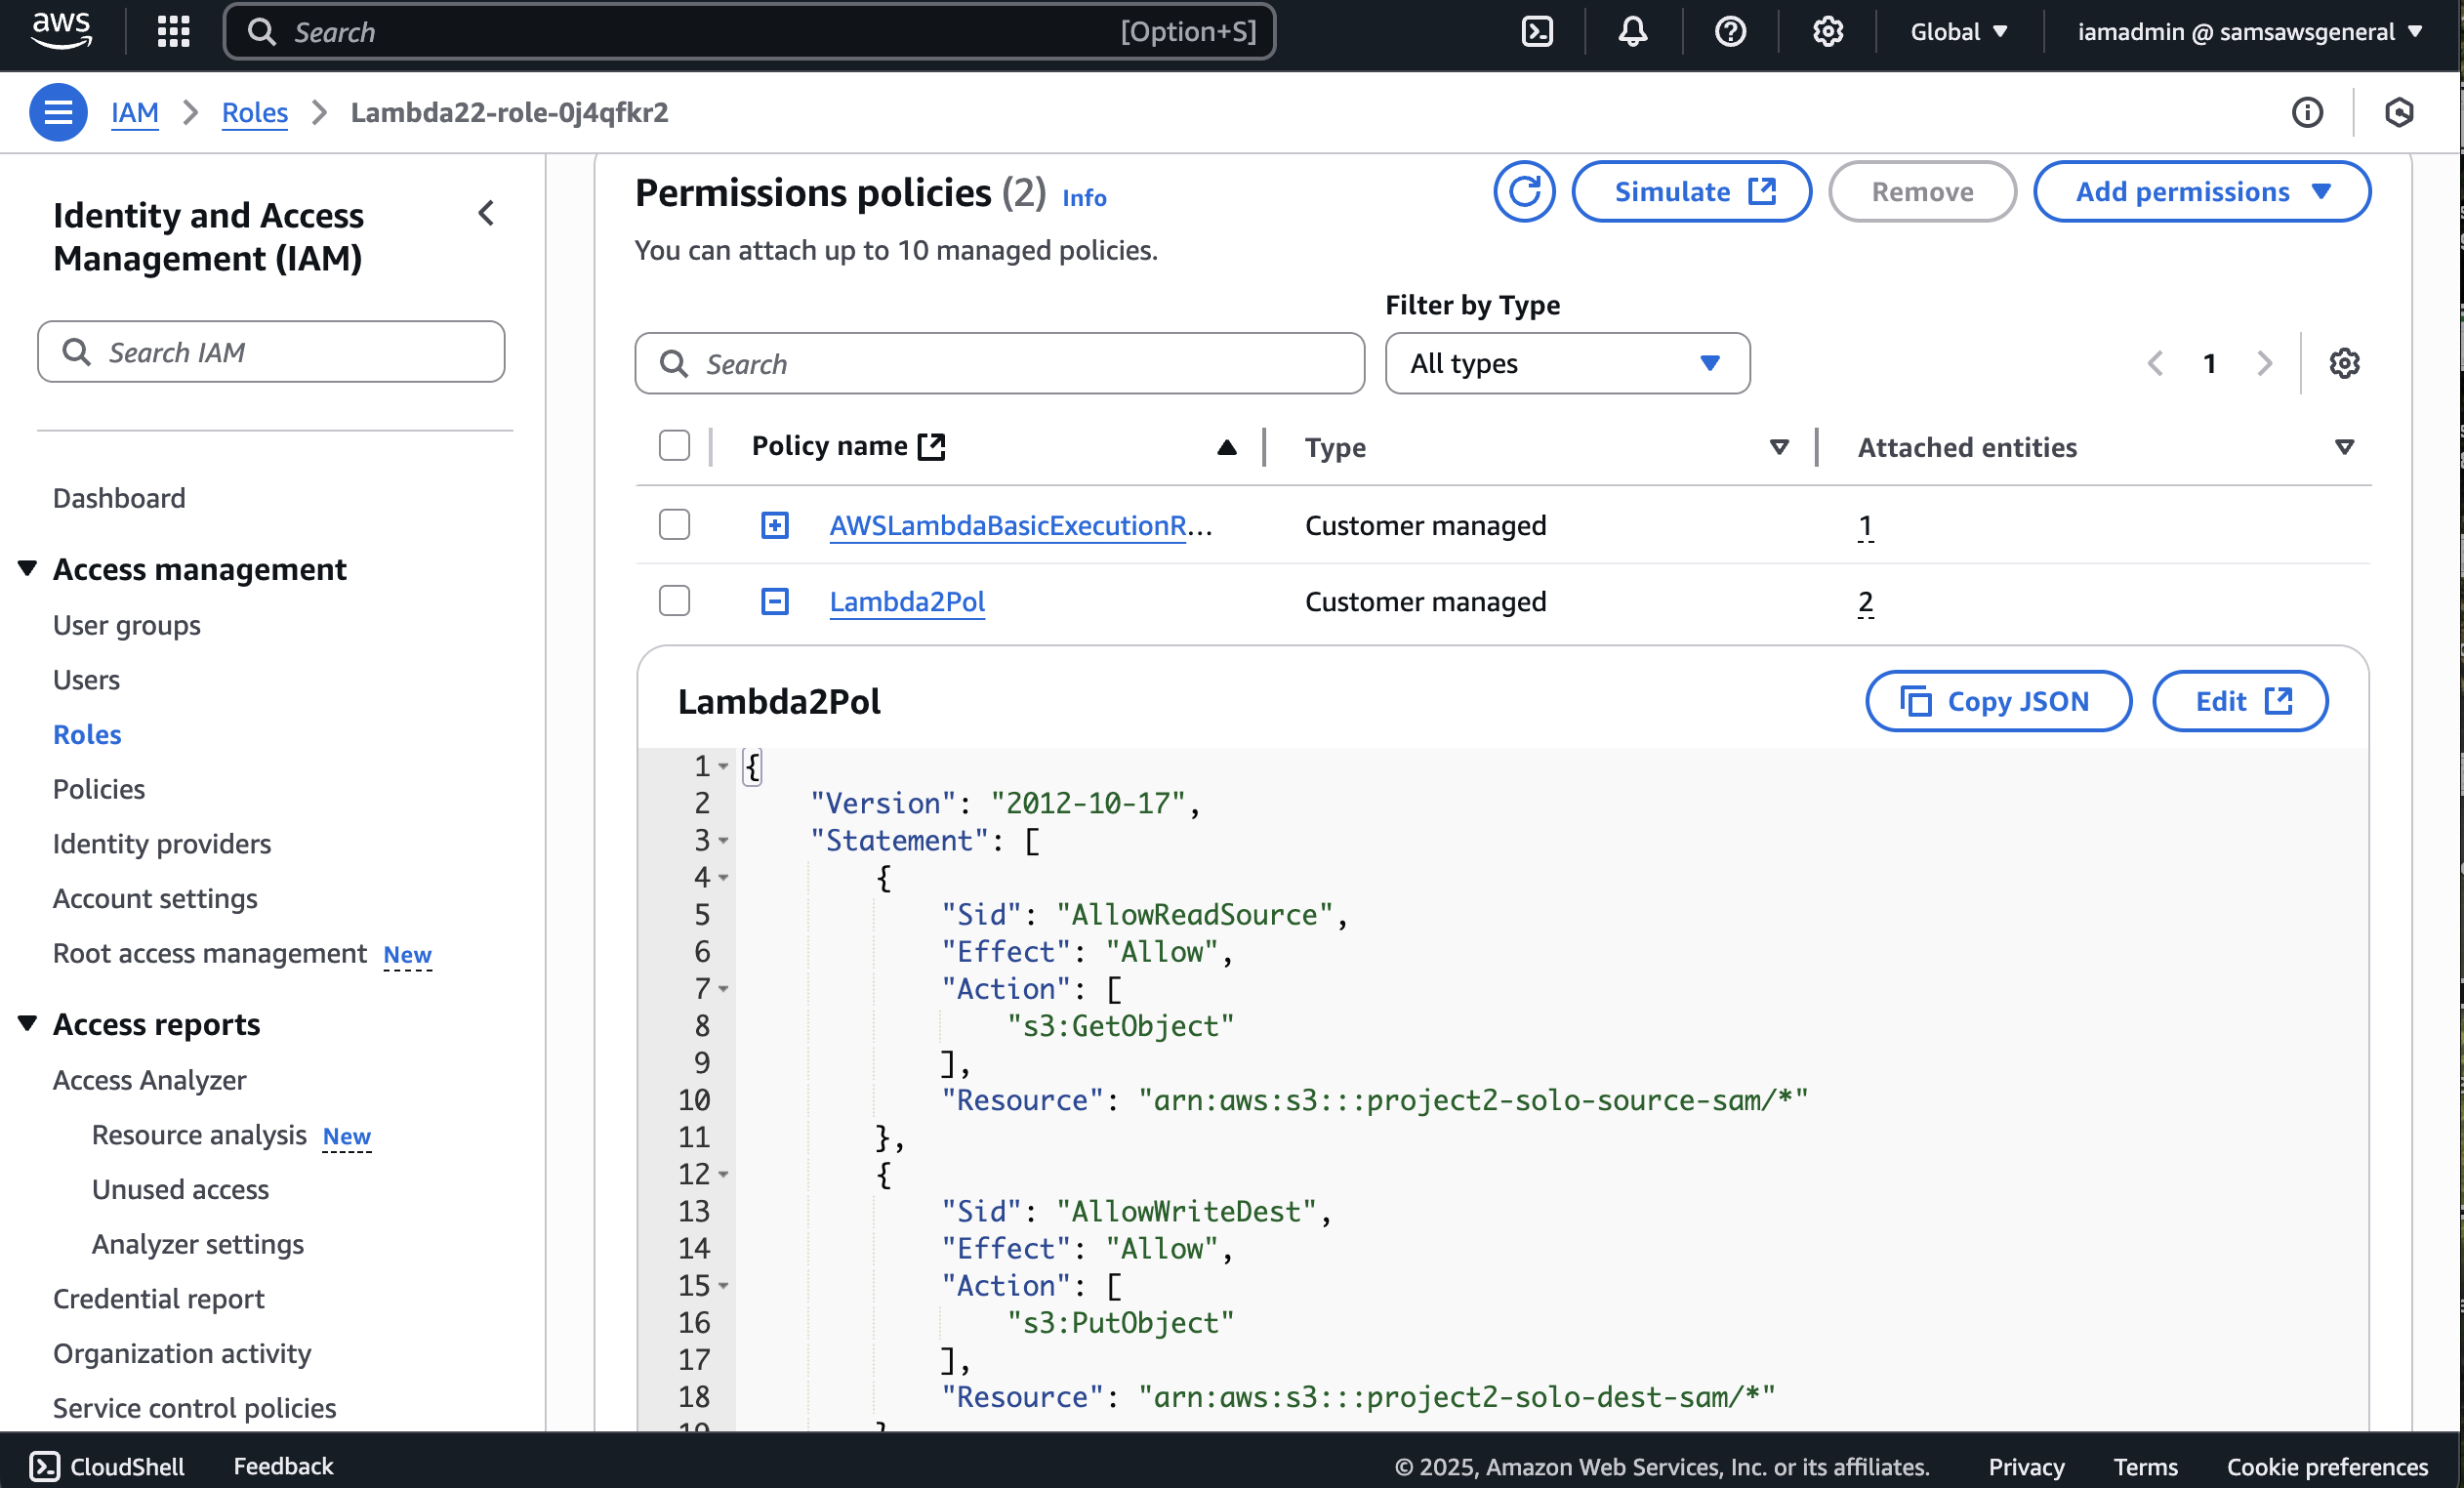 aws
Search [Option+S] Global iamadmin @ samsawsgeneral
IAM Roles Lambda22-role-0j4qfkr2
Identity and Access
Management (IAM)
Search IAM
Dashboard
Access management
User groups
Users
Roles
Policies
Identity providers
Account settings
Root access management New
Access reports
Access Analyzer
Resource analysis New
Unused access
Analyzer settings
Credential report
Organization activity
Service control policies
Permissions policies (2) Info
Simulate Remove Add permissions
You can attach up to 10 managed policies.
Filter by Type
Search All types 1
Policy name Type Attached entities
AWSLambdaBasicExecutionR... Customer managed 1
Lambda2Pol Customer managed 2
Lambda2Pol Copy JSON Edit
1 {
2 "Version": "2012-10-17",
3 "Statement": [
4 {
5 "Sid": "AllowReadSource",
6 "Effect": "Allow",
7 "Action": [
8 "s3:GetObject"
9 ],
10 "Resource": "arn:aws:s3:::project2-solo-source-sam/*"
11 },
12 {
13 "Sid": "AllowWriteDest",
14 "Effect": "Allow",
15 "Action": [
16 "s3:PutObject"
17 ],
18 "Resource": "arn:aws:s3:::project2-solo-dest-sam/*"
CloudShell Feedback © 2025, Amazon Web Services, Inc. or its affiliates. Privacy Terms Cookie preferences